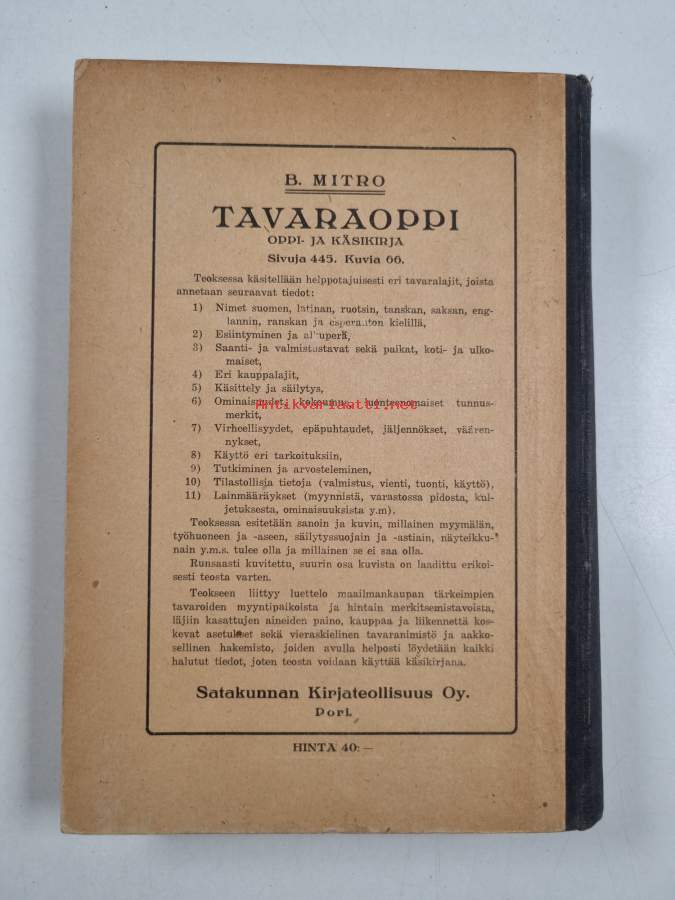 B. MITRO
TAVARAOPPI
OPPI- JA KÄSIKIRJA
Sivuja 445. Kuvia 66.
Teoksessa käsitellään helppotajuisesti eri tavaralajit, joista
annetaan seuraavat tiedot:
1) Nimet suomen, latinan, ruotsin, tanskan, saksan, eng-
lannin, ranskan ja esperanton kielillä,
2) Esiintyminen ja alkuperä,
3) Saanti- ja valmistustavat sekä paikat, koti- ja ulko-
maiset,
4) Eri kauppalajit,
5) Käsittely ja säilytys,
6) Ominaisuudet, kokoumus, luonteenomaiset tunnus-
Antikvariaatti.net
merkit,
7) Virheellisyydet, epäpuhtaudet, jäljennökset, väären-
nykset,
8) Käyttö eri tarkoituksiin,
9) Tutkiminen ja arvosteleminen,
10) Tilastollisia tietoja (valmistus, vienti, tuonti, käyttö),
11) Lainmääräykset (myynnistä, varastossa pidosta, kul-
jetuksesta, ominaisuuksista y.m),
Teoksessa esitetään sanoin ja kuvin, millainen myymälän,
työhuoneen ja -aseen, säilytyssuojain ja -astiain, näyteikku-
nain y.m.s. tulee olla ja millainen se ei saa olla.
Runsaasti kuvitettu, suurin osa kuvista on laadittu erikoi-
sesti teosta varten.
Teokseen liittyy luettelo maailmankaupan tärkeimpien
tavaroiden myyntipaikoista ja hintain merkitsemistavoista,
läjiin kasattujen aineiden paino, kauppaa ja liikennettä kos-
kevat asetukset sekä vieraskielinen tavaranimistö ja aakko-
sellinen hakemisto, joiden avulla helposti löydetään kaikki
halutut tiedot, joten teosta voidaan käyttää käsikirjana.
Satakunnan Kirjateollisuus Oy.
Pori.
HINTA 40: —